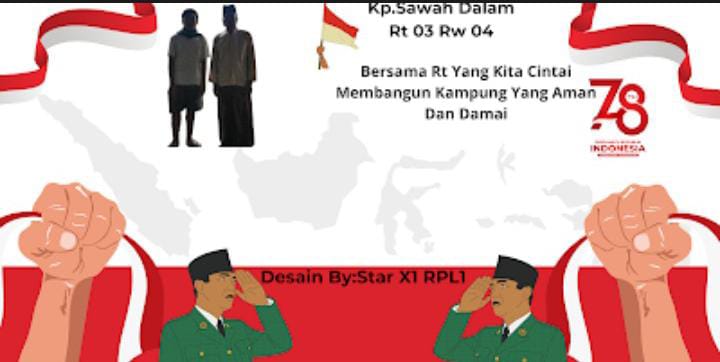 Kp.Sawah Dalam
Rt 03 Rw 04
Bersama Rt Yang Kita Cintai
Membangun Kampung Yang Aman
Dan Damai
78
INDONESIA
Desain By:Star X1 RPL1